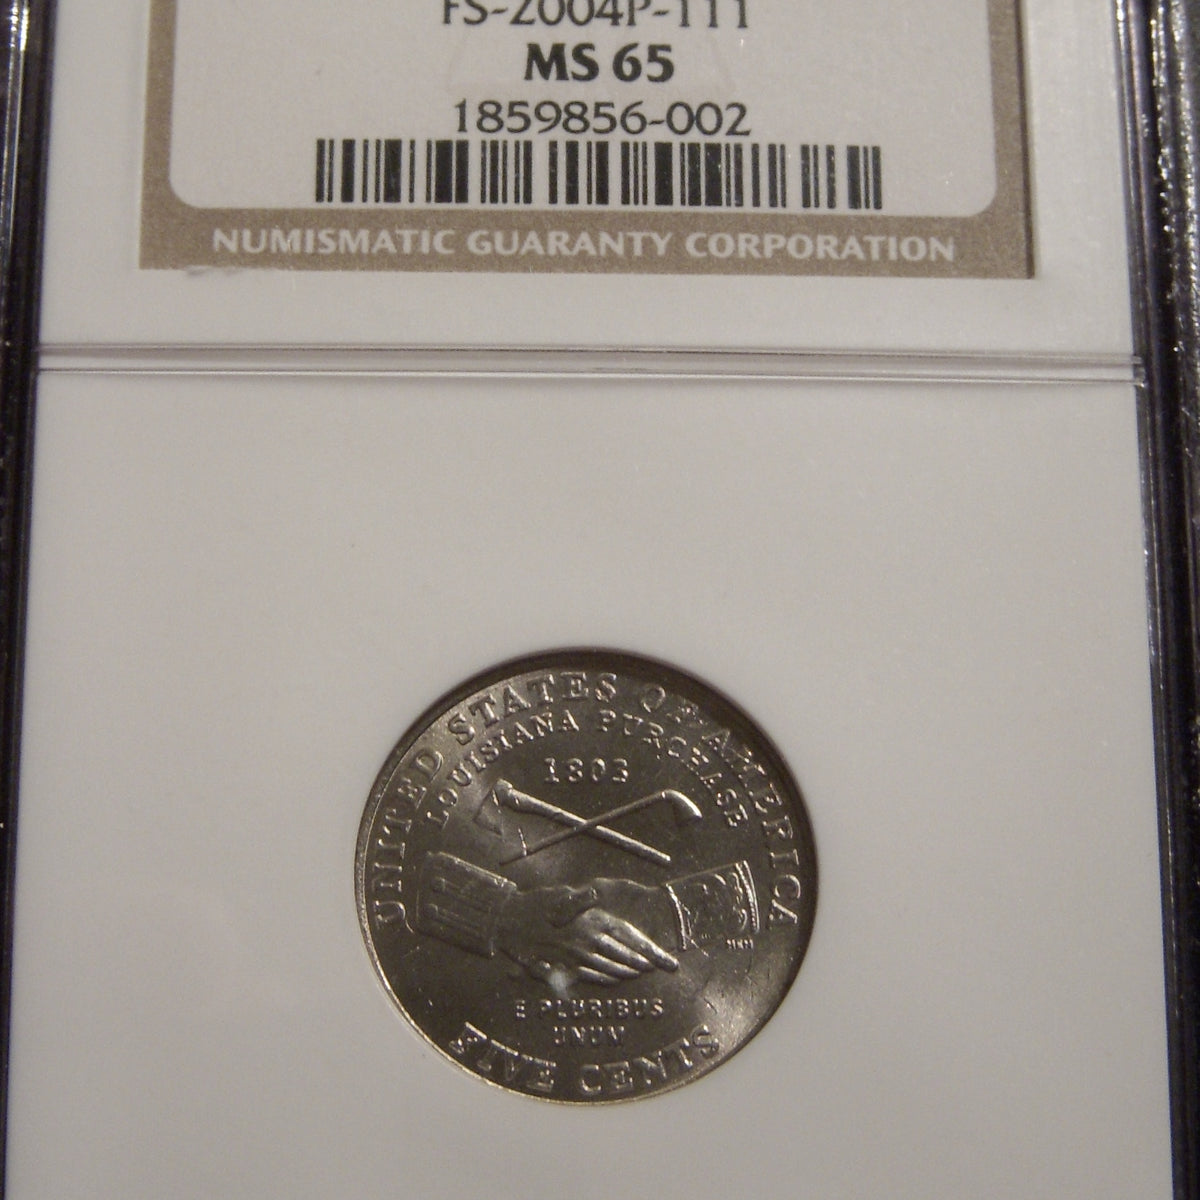 FS-2004P-111
MS 65
1859856-002
NUMISMATIC GUARANTY CORPORATION
UNITED STATES OF AMERICA
LOUISIANA PURCHASE
1803
E PLURIBUS
UNUM
FIVE CENTS